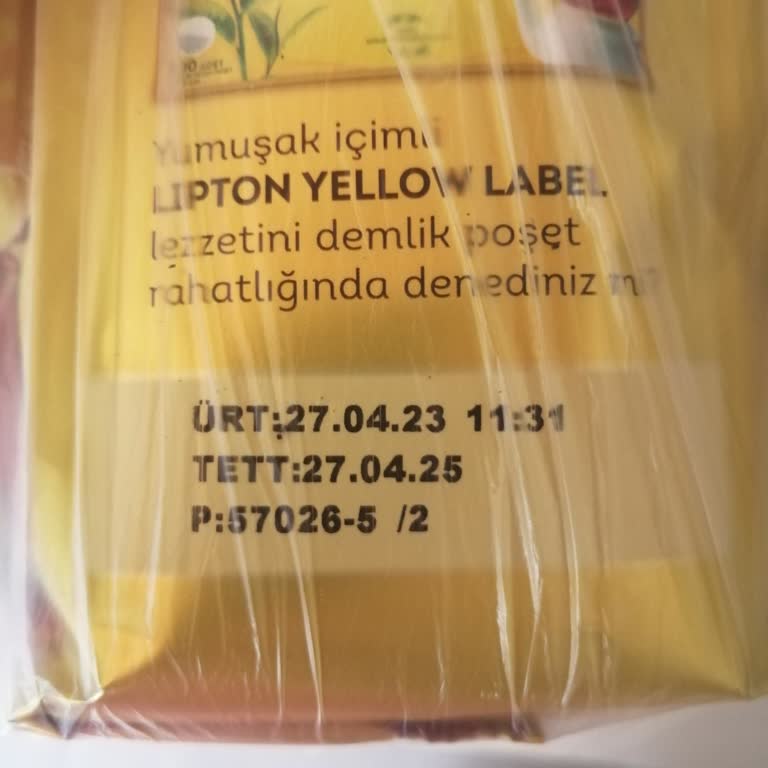 Yumuşak içimli
LIPTON YELLOW LABEL
lezzetini demlik poşet
rahatlığında denediniz mi?
ÜRT:27.04.23 11:31
TETT:27.04.25
P:57026-5 /2